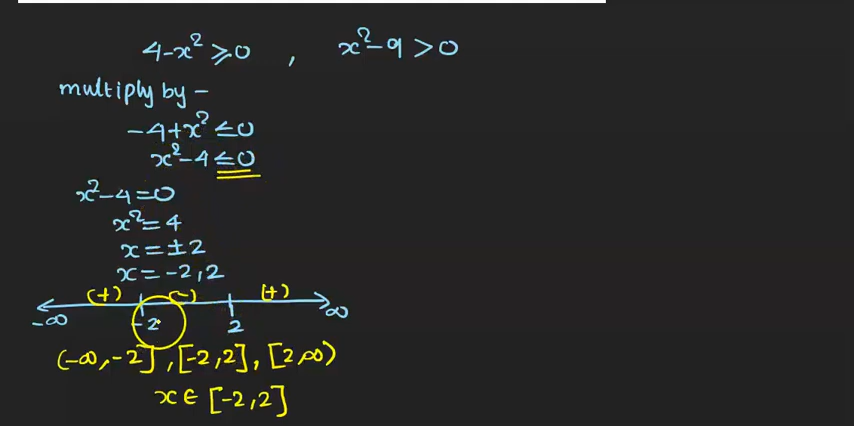 4-x² ⩾0 , x²-9>0
multiply by -
-4+x² ≤0
x²-4 ≤0
x²-4=0
x²=4
x=±2
x=-2,2
(+) (-) (+)
-∞ -2 2 ∞
(-∞,-2], [-2,2], [2,∞)
x∈ [-2,2]